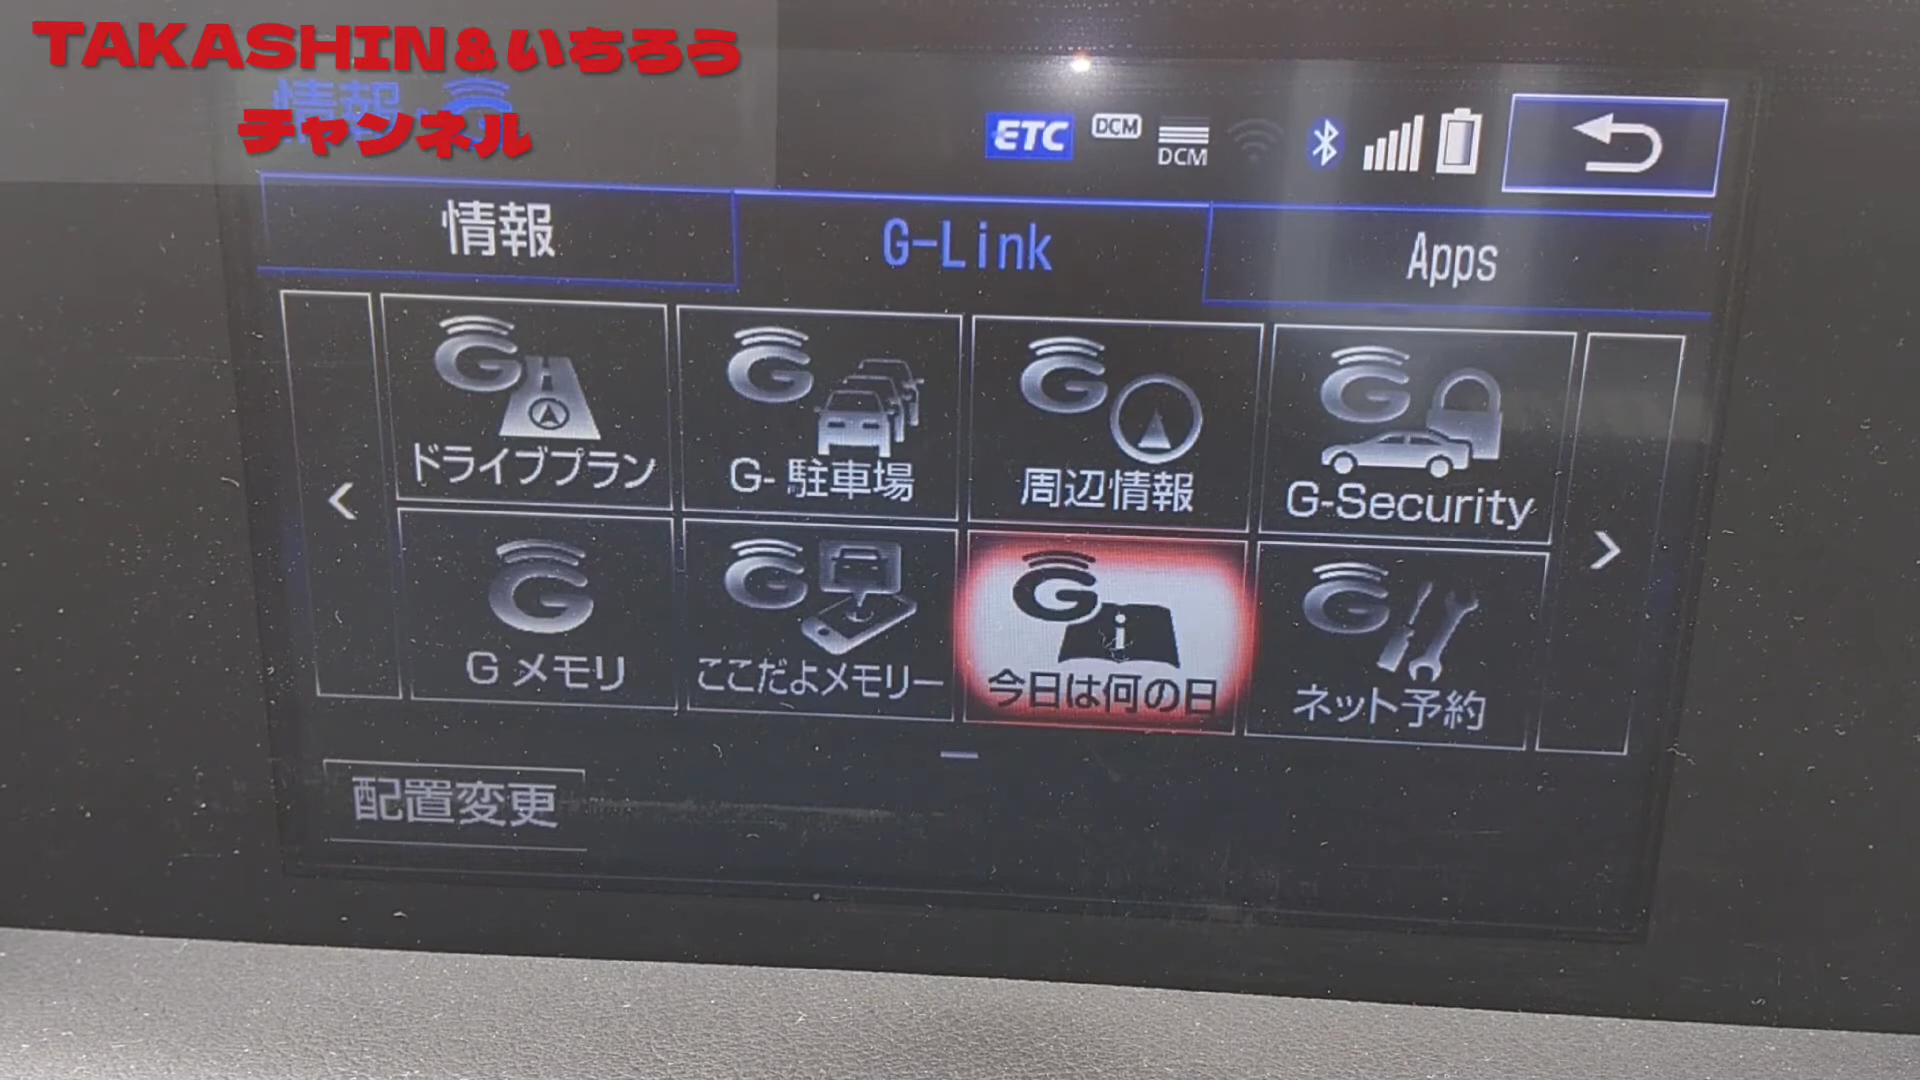 TAKASHIN&いちろう
チャンネル
情報
ETC
DCM
DCM
情報
G-Link
Apps
ドライブプラン
G-駐車場
周辺情報
G-Security
G メモリ
ここだよメモリー
今日は何の日
ネット予約
配置変更